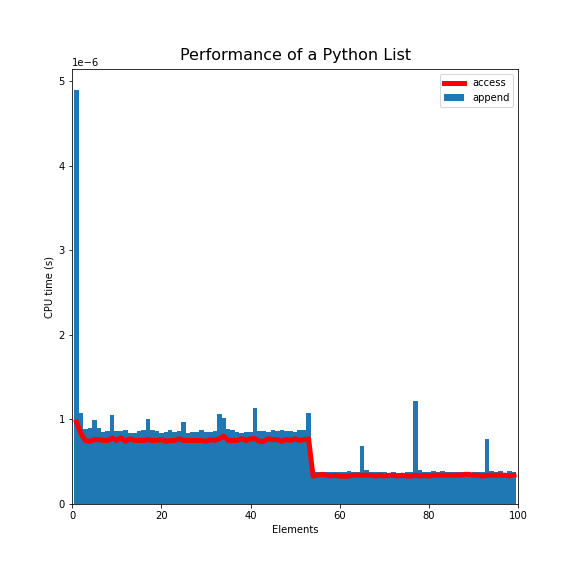 Performance of a Python List
1e−6
access
append
5
4
3
2
1
0
CPU time (s)
0 20 40 60 80 100
Elements